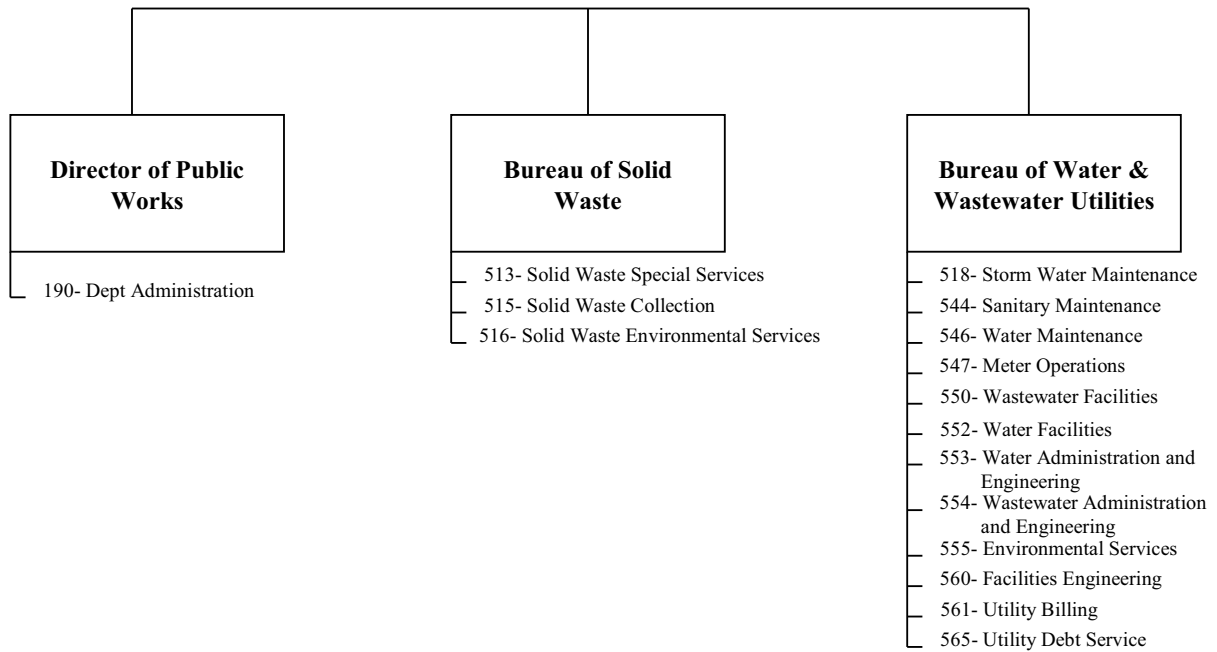 Director of Public
Works
190- Dept Administration
Bureau of Solid
Waste
513- Solid Waste Special Services
515- Solid Waste Collection
516- Solid Waste Environmental Services
Bureau of Water &
Wastewater Utilities
518- Storm Water Maintenance
544- Sanitary Maintenance
546- Water Maintenance
547- Meter Operations
550- Wastewater Facilities
552- Water Facilities
553- Water Administration and
Engineering
554- Wastewater Administration
and Engineering
555- Environmental Services
560- Facilities Engineering
561- Utility Billing
565- Utility Debt Service